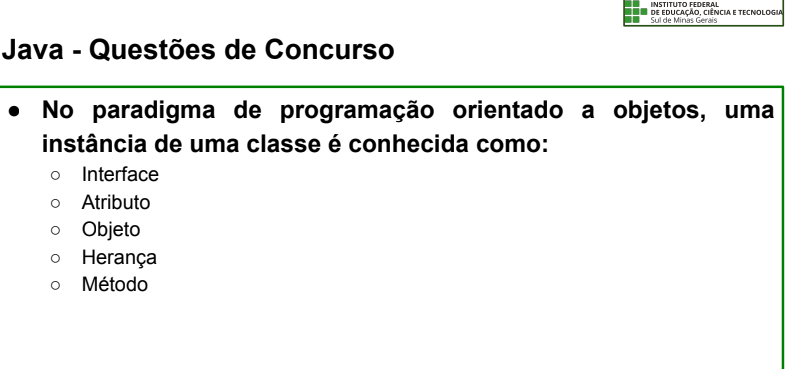 INSTITUTO FEDERAL
DE EDUCAÇÃO, CIÊNCIA E TECNOLOGIA
Sul de Minas Gerais
Java - Questões de Concurso
● No paradigma de programação orientado a objetos, uma
instância de uma classe é conhecida como:
○ Interface
○ Atributo
○ Objeto
○ Herança
○ Método